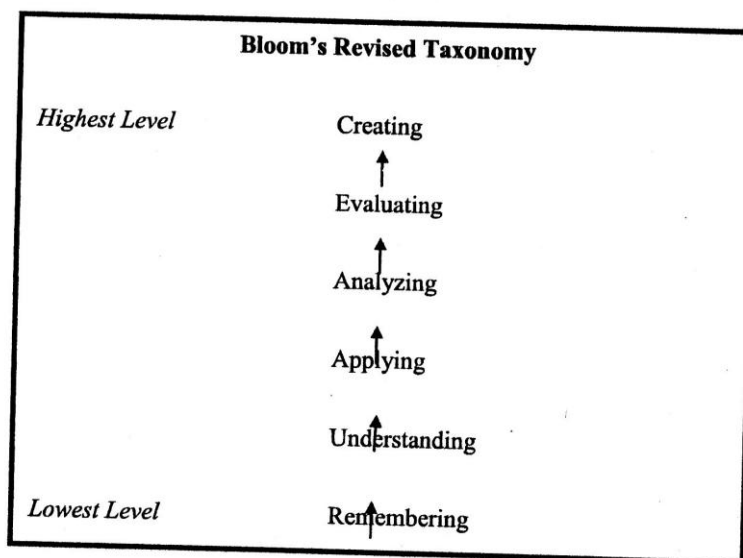 Bloom's Revised Taxonomy
Highest Level Creating
Evaluating
Analyzing
Applying
Understanding
Lowest Level Remembering